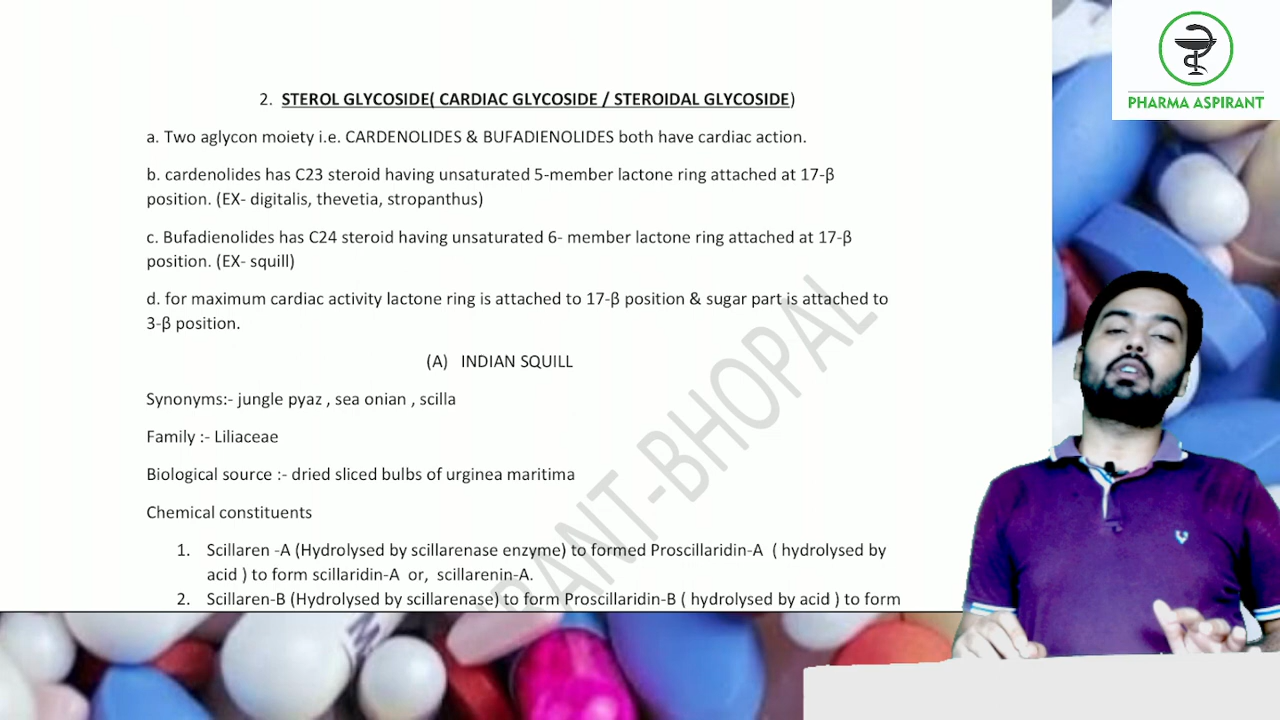 PHARMA ASPIRANT
2. STEROL GLYCOSIDE( CARDIAC GLYCOSIDE / STEROIDAL GLYCOSIDE)
a. Two aglycon moiety i.e. CARDENOLIDES & BUFADIENOLIDES both have cardiac action.
b. cardenolides has C23 steroid having unsaturated 5-member lactone ring attached at 17-β
position. (EX- digitalis, thevetia, stropanthus)
c. Bufadienolides has C24 steroid having unsaturated 6- member lactone ring attached at 17-β
position. (EX- squill)
d. for maximum cardiac activity lactone ring is attached to 17-β position & sugar part is attached to
3-β position.
(A) INDIAN SQUILL
Synonyms:- jungle pyaz , sea onian , scilla
Family :- Liliaceae
Biological source :- dried sliced bulbs of urginea maritima
Chemical constituents
1. Scillaren -A (Hydrolysed by scillarenase enzyme) to formed Proscillaridin-A ( hydrolysed by
acid ) to form scillaridin-A or, scillarenin-A.
2. Scillaren-B (Hydrolysed by scillarenase) to form Proscillaridin-B ( hydrolysed by acid ) to form
RANT-BHOPAL